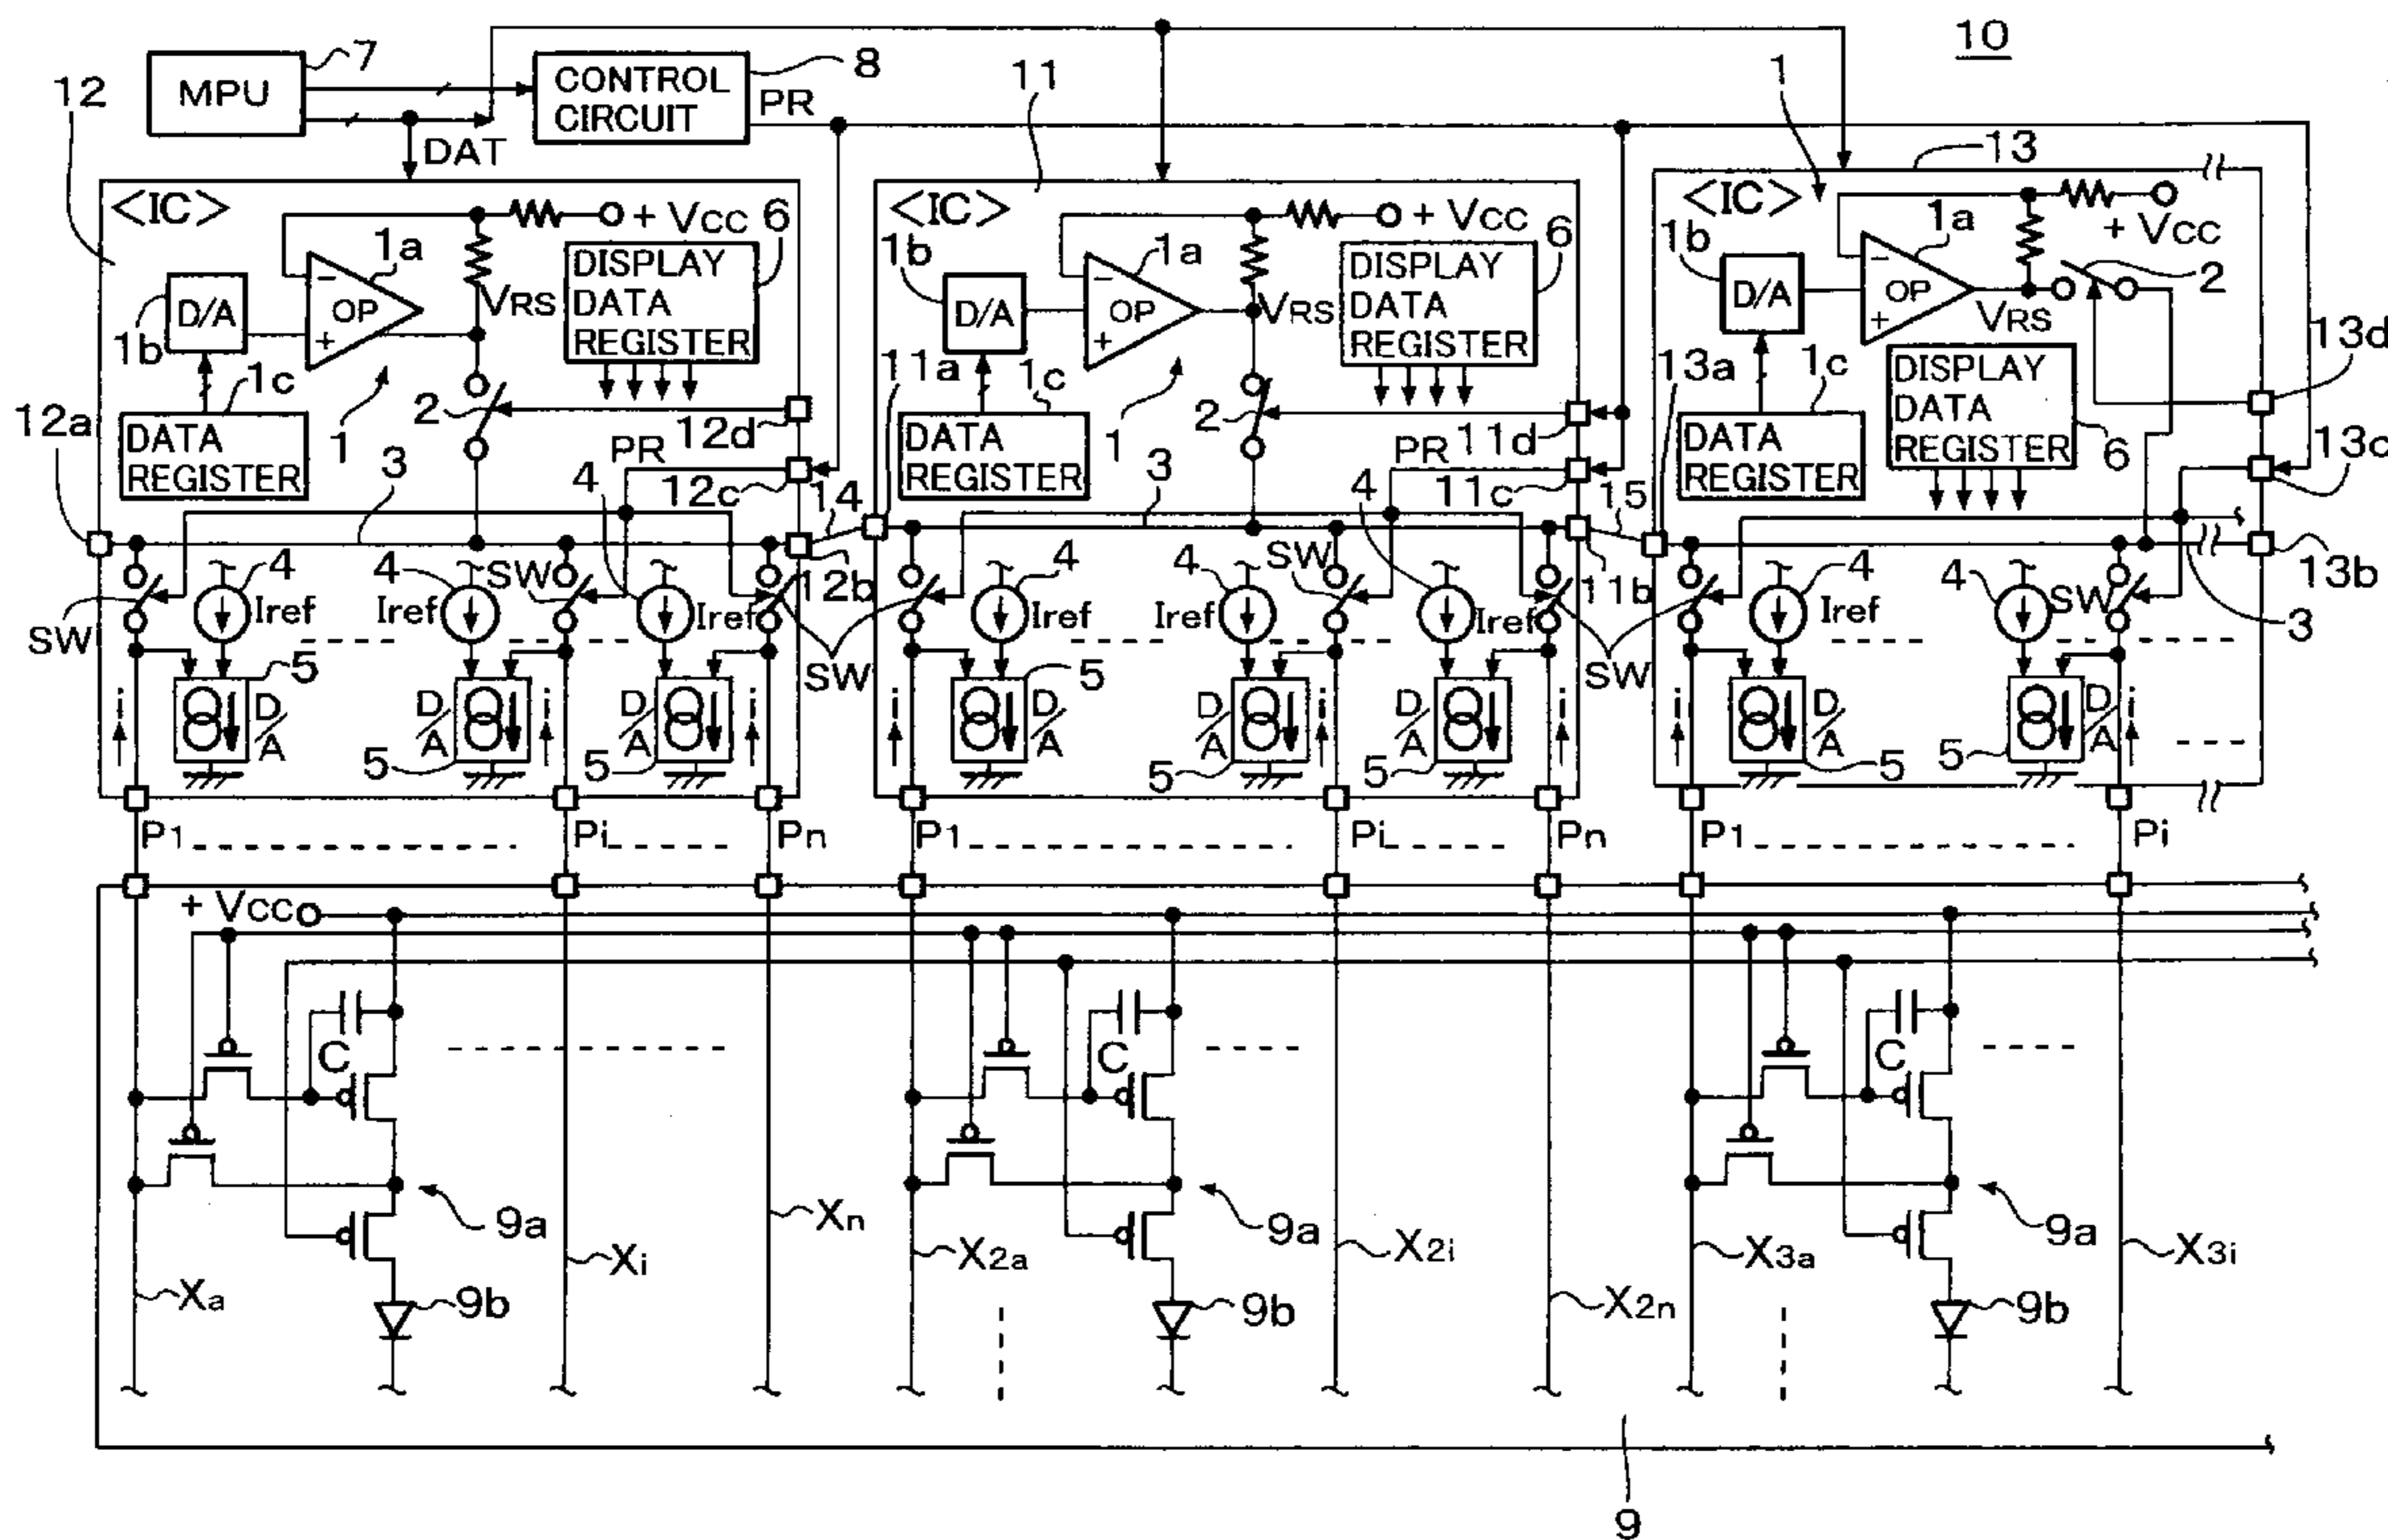 10
MPU
7
CONTROL
CIRCUIT
8
PR
DAT
12
11
1
13
<IC>
+ VCC
6
1a
1b
D/A
OP
-
+
VRS
DISPLAY
DATA
REGISTER
1c
DATA
REGISTER
1
2
12d
PR
12c
12a
3
4
14
12b
SW
4
Iref
4
Iref
SW
Iref
SW
5
D/A
i
D/A
5
i
D/A
5
i
P1
Pi
Pn
<IC>
+ VCC
6
1a
1b
D/A
OP
-
+
VRS
DISPLAY
DATA
REGISTER
11a
1c
DATA
REGISTER
1
2
11d
PR
11c
3
4
15
11b
4
Iref
4
Iref
SW
Iref
SW
i
5
D/A
D/A
5
i
D/A
5
i
P1
Pi
Pn
<IC>
1a
1b
+ VCC
D/A
OP
-
+
VRS
2
13d
13a
1c
DISPLAY
DATA
REGISTER
6
DATA
REGISTER
13c
13b
4
Iref
4
SW
3
i
D/A
5
D/A
5
i
P1
Pi
+ VCC
C
C
C
9a
9a
9a
Xa
Xi
Xn
X2a
X2i
X2n
X3a
X3i
9b
9b
9b
9